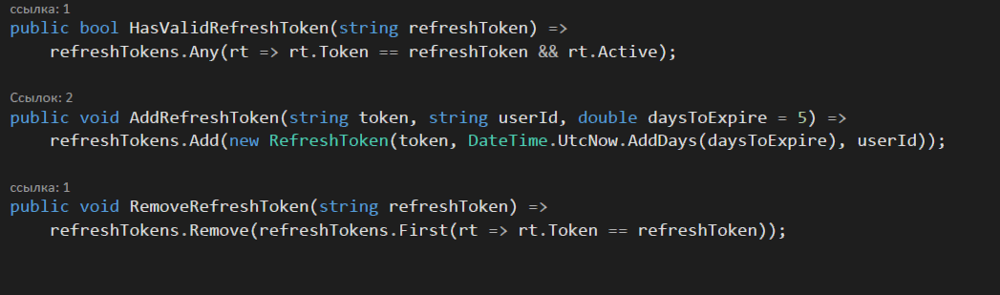 ссылка: 1
public bool HasValidRefreshToken(string refreshToken) =>
refreshTokens.Any(rt => rt.Token == refreshToken && rt.Active);
Ссылок: 2
public void AddRefreshToken(string token, string userId, double daysToExpire = 5) =>
refreshTokens.Add(new RefreshToken(token, DateTime.UtcNow.AddDays(daysToExpire), userId));
ссылка: 1
public void RemoveRefreshToken(string refreshToken) =>
refreshTokens.Remove(refreshTokens.First(rt => rt.Token == refreshToken));